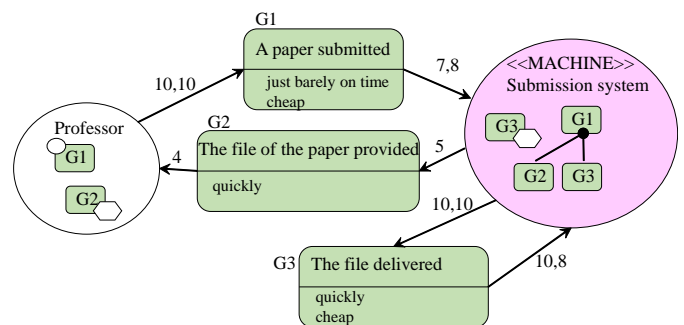 G1
A paper submitted
just barely on time
cheap
10,10
7,8
<<MACHINE>>
Submission system
G1
G3
G2
G3
Professor
G1
G2
G2
The file of the paper provided
quickly
4
5
10,10
G3
The file delivered
quickly
cheap
10,8